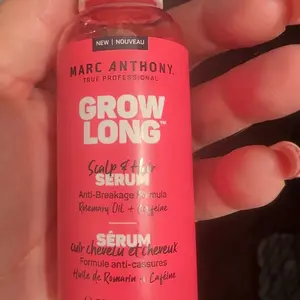 NEW | NOUVEAU
MARC ANTHONY.
TRUE PROFESSIONAL
GROW
LONG™
Scalp & Hair
SERUM
Anti-Breakage Formula
Rosemary Oil + Caffeine
SÉRUM
cuir chevelu et cheveux
Formule anti-cassures
Huile de Romarin + Caféine